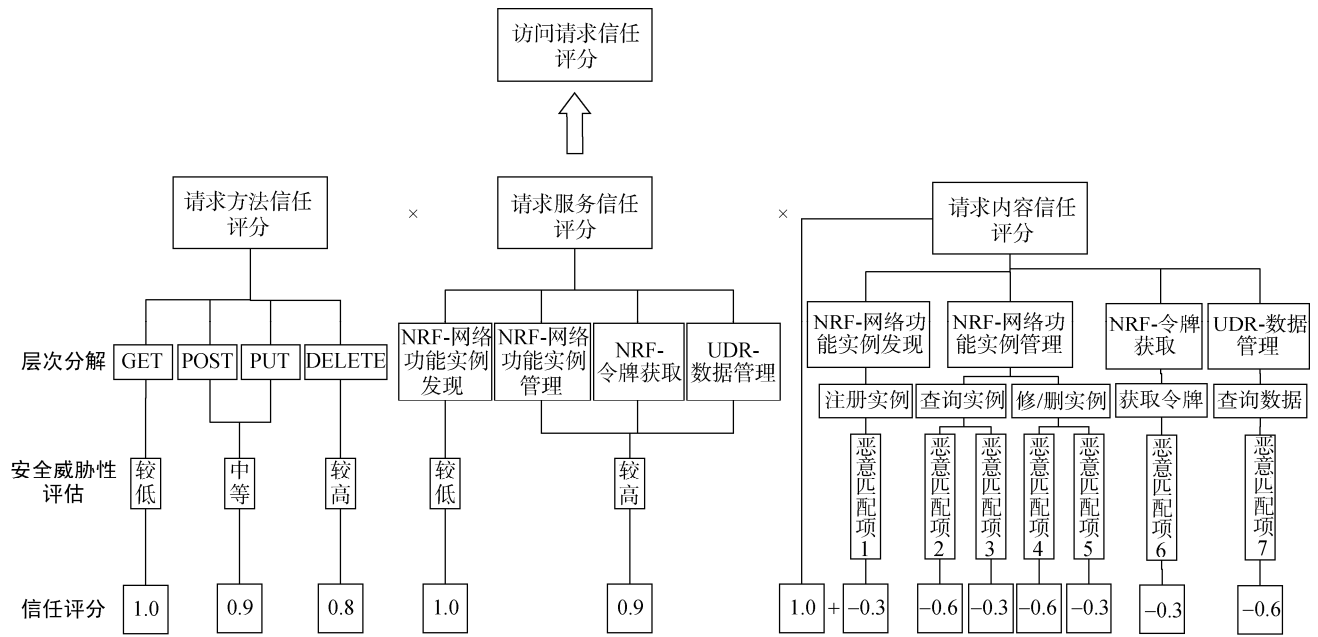 访问请求信任
评分
请求方法信任
评分
×
请求服务信任
评分
×
请求内容信任
评分
层次分解
GET
POST
PUT
DELETE
NRF-网络
功能实例
发现
NRF-网络
功能实例
管理
NRF-
令牌获取
UDR-
数据管理
NRF-网络功
能实例发现
NRF-网络功
能实例管理
NRF-令牌
获取
UDR-数据
管理
注册实例
查询实例
修/删实例
获取令牌
查询数据
安全威胁性
评估
较低
中等
较高
较低
较高
恶意匹配项1
恶意匹配项2
恶意匹配项3
恶意匹配项4
恶意匹配项5
恶意匹配项6
恶意匹配项7
信任评分
1.0
0.9
0.8
1.0
0.9
1.0
+
−0.3
−0.6
−0.3
−0.6
−0.3
−0.3
−0.6